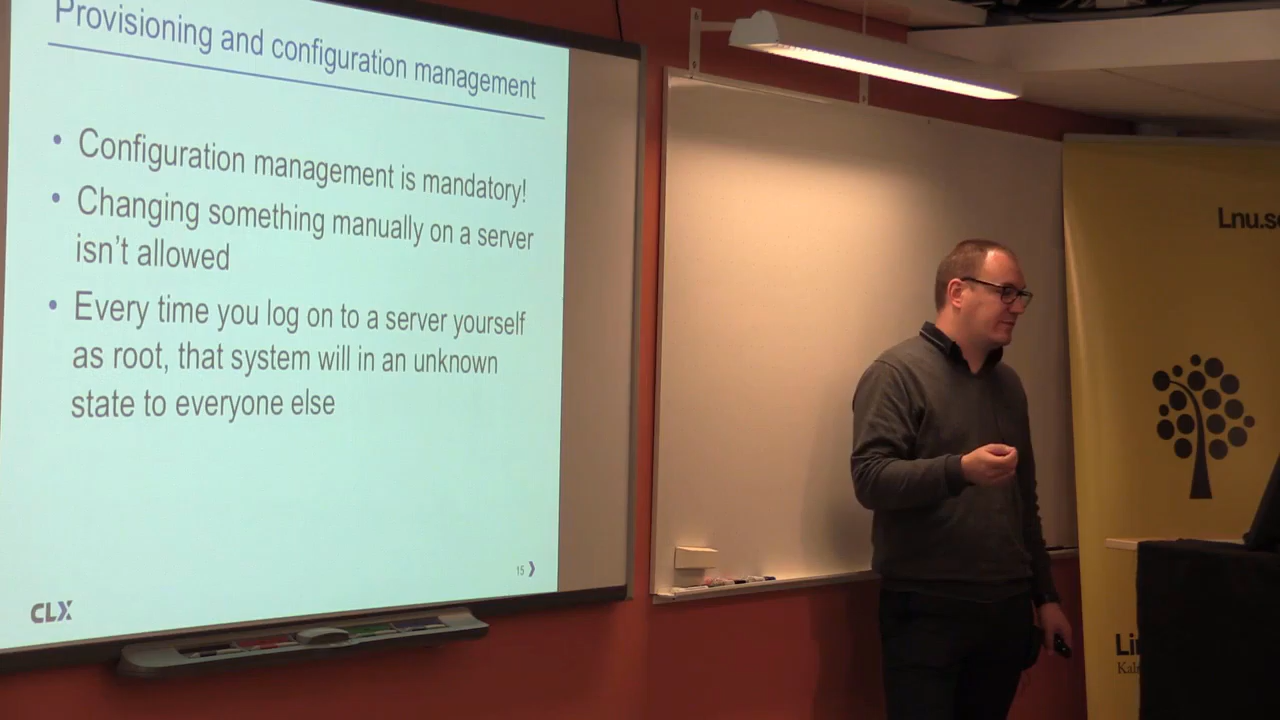 Provisioning and configuration management
• Configuration management is mandatory!
• Changing something manually on a server
isn't allowed
• Every time you log on to a server yourself
as root, that system will in an unknown
state to everyone else
15
CLX
Lnu.se